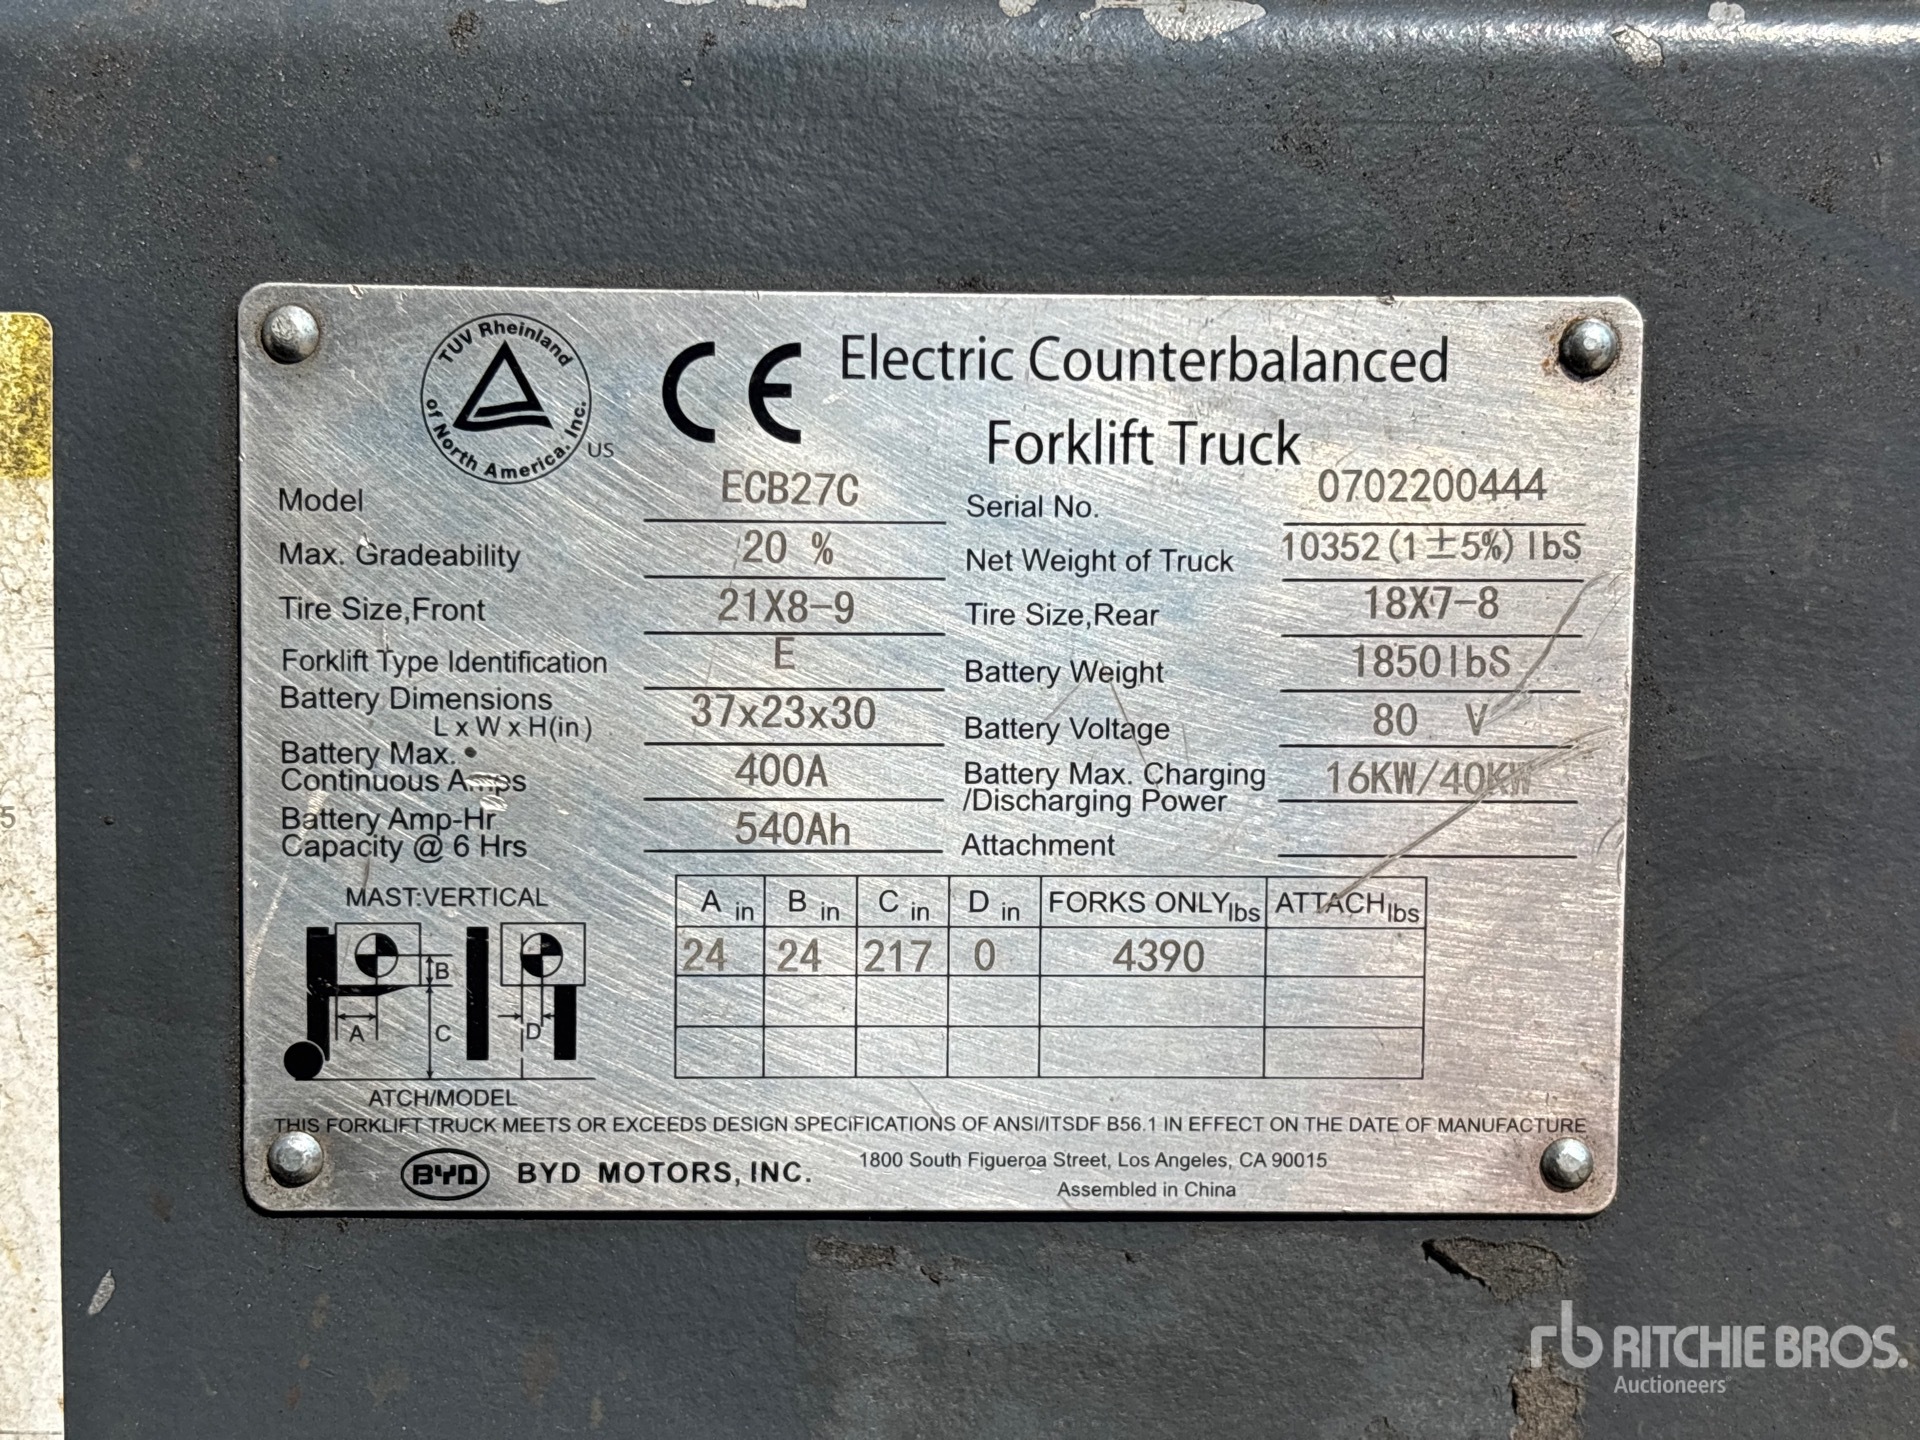 TUV Rheinland
of North America, Inc.
US
CE
Electric Counterbalanced
Forklift Truck
Model ECB27C Serial No. 0702200444
Max. Gradeability 20 % Net Weight of Truck 10352(1±5%)lbS
Tire Size,Front 21X8-9 Tire Size,Rear 18X7-8
Forklift Type Identification E Battery Weight 1850lbS
Battery Dimensions
L x W x H(in) 37x23x30 Battery Voltage 80 V
Battery Max.
Continuous Amps 400A Battery Max. Charging
/Discharging Power 16KW/40KW
Battery Amp-Hr
Capacity @ 6 Hrs 540Ah Attachment
MAST:VERTICAL
A in B in C in D in FORKS ONLY lbs ATTACH lbs
24 24 217 0 4390
B
A C D
ATCH/MODEL
THIS FORKLIFT TRUCK MEETS OR EXCEEDS DESIGN SPECIFICATIONS OF ANSI/ITSDF B56.1 IN EFFECT ON THE DATE OF MANUFACTURE
BYD BYD MOTORS, INC. 1800 South Figueroa Street, Los Angeles, CA 90015
Assembled in China
5
rb RITCHIE BROS.
Auctioneers